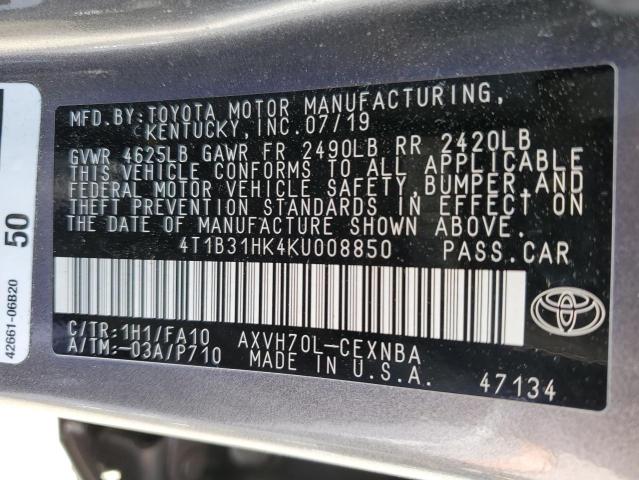 MFD.BY:TOYOTA MOTOR MANUFACTURING,
KENTUCKY,INC.07/19
GVWR 4625LB GAWR FR 2490LB RR 2420LB
THIS VEHICLE CONFORMS TO ALL APPLICABLE
FEDERAL MOTOR VEHICLE SAFETY,BUMPER,AND
THEFT PREVENTION STANDARDS IN EFFECT ON
THE DATE OF MANUFACTURE SHOWN ABOVE.
4T1B31HK4KU008850 PASS.CAR
C/TR:1H1/FA10 AXVH70L-CEXNBA
A/TM:-03A/P710 MADE IN U.S.A. 47134
50
42661-06B20